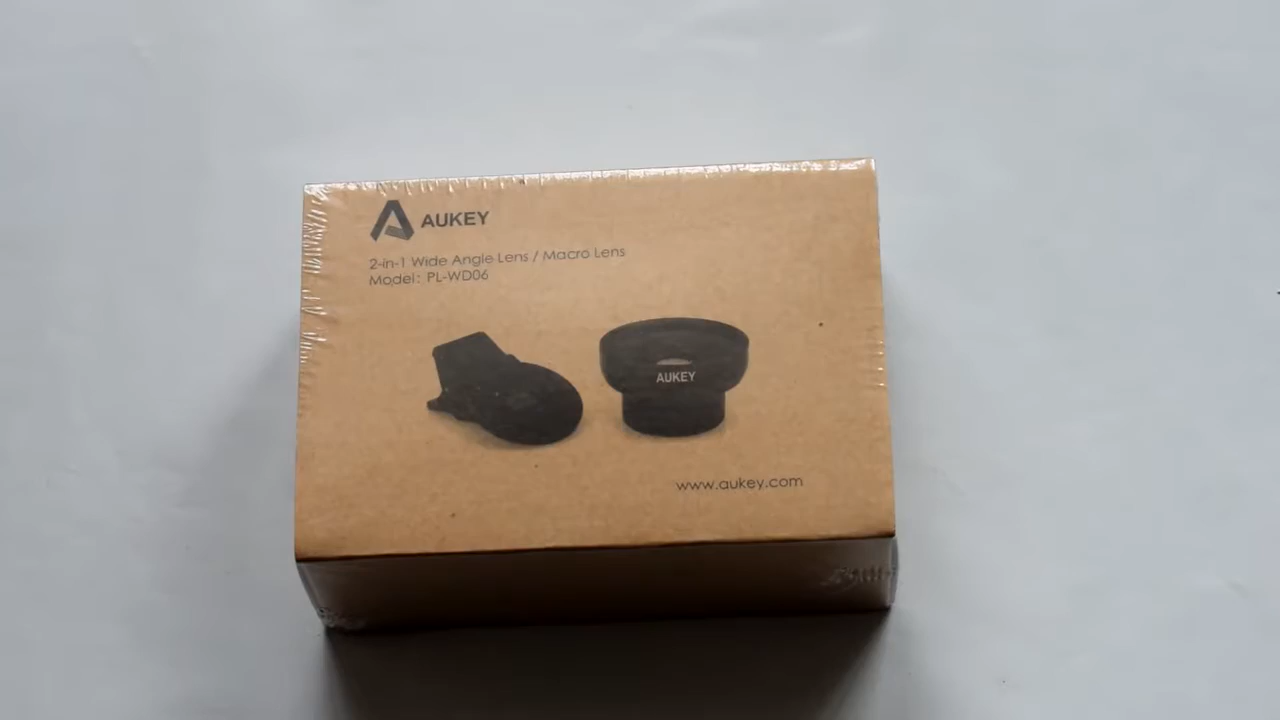 AUKEY
2-in-1 Wide Angle Lens / Macro Lens
Model: PL-WD06
AUKEY
www.aukey.com